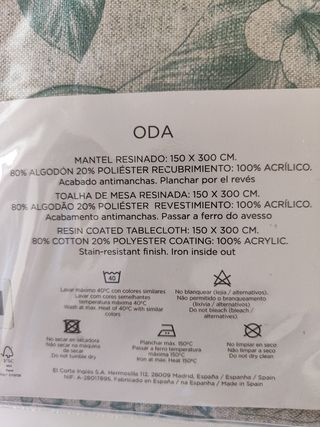 ODA
MANTEL RESINADO: 150 X 300 CM.
80% ALGODÓN 20% POLIÉSTER RECUBRIMIENTO: 100% ACRÍLICO.
Acabado antimanchas. Planchar por el revés
TOALHA DE MESA RESINADA: 150 X 300 CM.
80% ALGODÃO 20% POLIÉSTER REVESTIMENTO: 100% ACRÍLICO.
Acabamento antimanchas. Passar a ferro do avesso
RESIN COATED TABLECLOTH: 150 X 300 CM.
80% COTTON 20% POLYESTER COATING: 100% ACRYLIC.
Stain-resistant finish. Iron inside out
40
Lavar máximo 40ºC con colores similares
Lavar com cores semelhantes
temperatura máxima 40ºC
Wash at max. Heat of 40ºC with similar
colors
No blanquear (lejía / alternativos)
Não permitido o branqueamento
(lixívia / alternativos)
Do not bleach (bleach /
alternatives)
No secar en secadora
Não secar na máquina
de secar
Do not tumble dry
Planchar máx. 150ºC
Passar a ferro temperatura
máxima 150ºC
Iron at max. Heat 150ºC
No limpiar en seco
Não limpar a seco
Do not dry clean
El Corte Inglés S.A. Hermosilla 112, 28009 Madrid, España / Espanha / Spain
NIF: A-28017895. Fabricado en España / na Espanha / Made in Spain